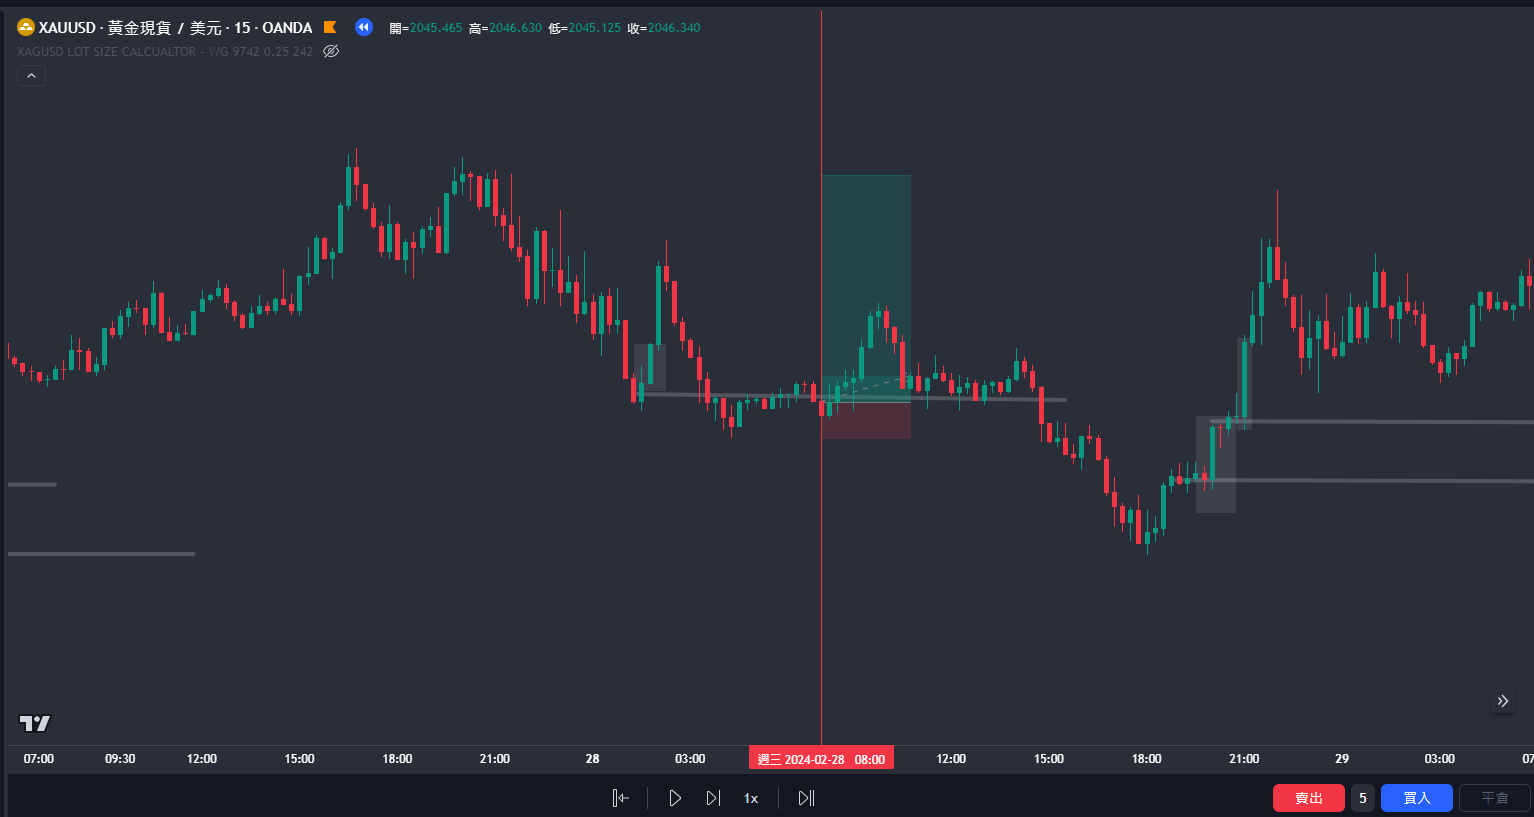 XAUUSD · 黃金現貨 / 美元 · 15 · OANDA 開=2045.465 高=2046.630 低=2045.125 收=2046.340
XAGUSD LOT SIZE CALCUALTOR - WG 9742 0.25 242
07:00 09:30 12:00 15:00 18:00 21:00 28 03:00 週三 2024-02-28 08:00 12:00 15:00 18:00 21:00 29 03:00 07
1x 賣出 5 買入 平倉